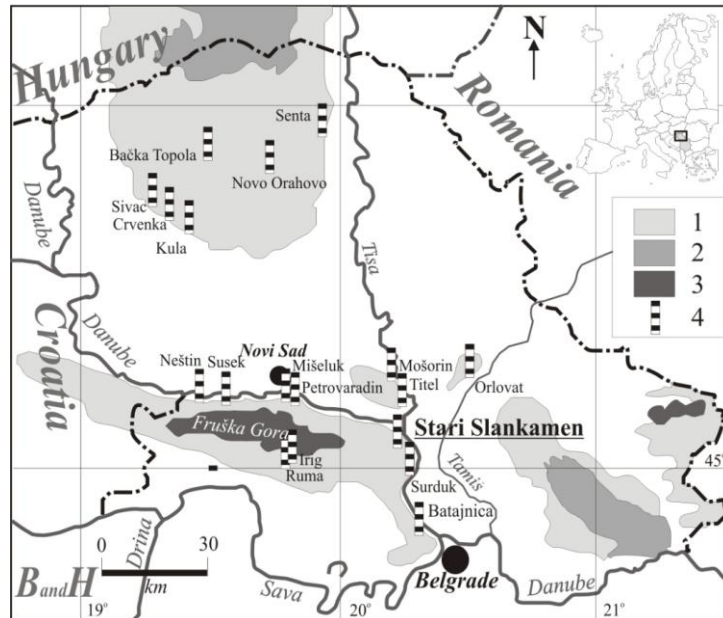 Hungary
N
Romania
Senta
Bačka Topola
Novo Orahovo
Sivac
Crvenka
Kula
Danube
Tisa
1
2
3
4
Croatia
Danube
Neštin
Susek
Novi Sad
Mišeluk
Petrovaradin
Mošorin
Titel
Orlovat
Fruška Gora
Stari Slankamen
Irig
Ruma
45
Surduk
Tamis
Batajnica
0
30
km
Drina
B and H
Sava
Belgrade
Danube
19°
20°
21